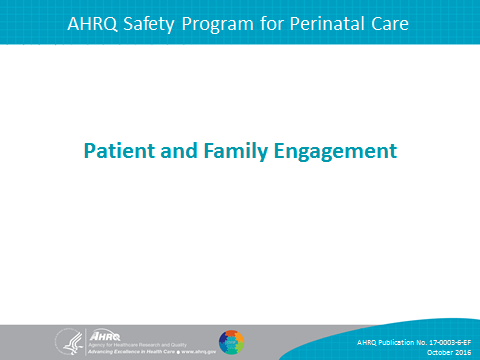 AHRQ Safety Program for Perinatal Care
Patient and Family Engagement
AHRQ
Agency for Healthcare Research and Quality
Advancing Excellence in Health Care • www.ahrq.gov
AHRQ Publication No. 17-0003-6-EF
October 2016